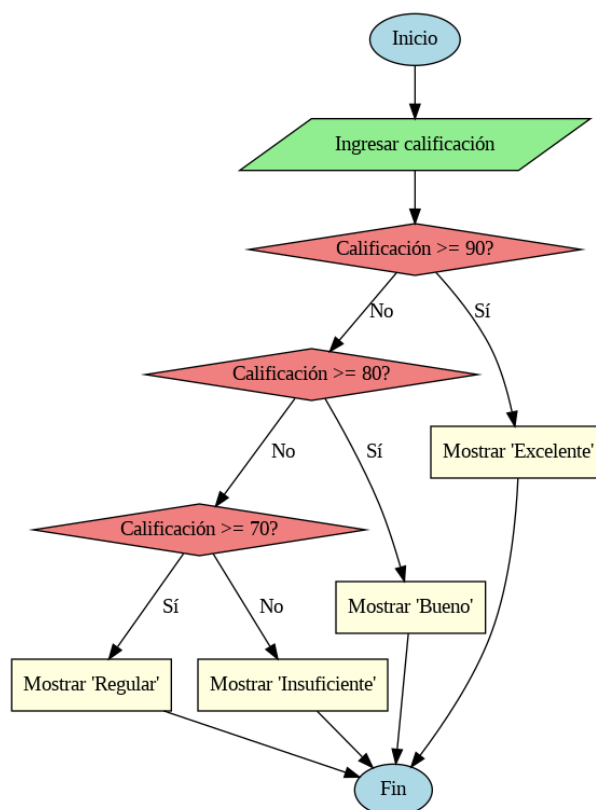 Inicio
Ingresar calificación
Calificación >= 90?
No
Sí
Calificación >= 80?
Mostrar 'Excelente'
No
Sí
Calificación >= 70?
Mostrar 'Bueno'
Sí
No
Mostrar 'Regular'
Mostrar 'Insuficiente'
Fin